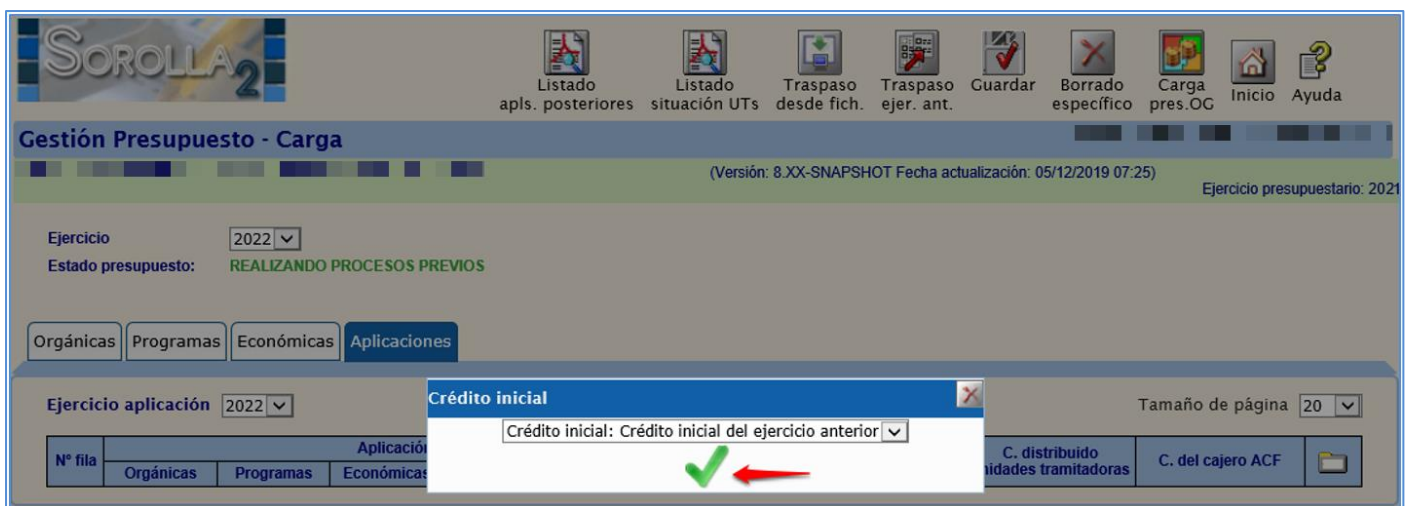 SOROLLA2
Listado apls. posteriores
Listado situación UTs
Traspaso desde fich.
Traspaso ejer. ant.
Guardar
Borrado específico
Carga pres.OG
Inicio
Ayuda
Gestión Presupuesto - Carga
(Versión: 8.XX-SNAPSHOT Fecha actualización: 05/12/2019 07:25)
Ejercicio presupuestario: 2021
Ejercicio 2022
Estado presupuesto: REALIZANDO PROCESOS PREVIOS
Orgánicas Programas Económicas Aplicaciones
Crédito inicial
Ejercicio aplicación 2022
Tamaño de página 20
Crédito inicial: Crédito inicial del ejercicio anterior
Nº fila
Aplicación
C. distribuido
tramitadoras
C. del cajero ACF
Orgánicas Programas Económicas